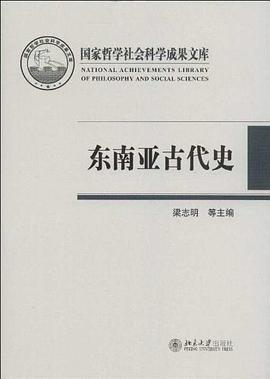 国家哲学社会科学成果文库
NATIONAL ACHIEVEMENTS LIBRARY
OF PHILOSOPHY AND SOCIAL SCIENCES
东南亚古代史
梁志明 等主编
北京大学出版社
PEKING UNIVERSITY PRESS